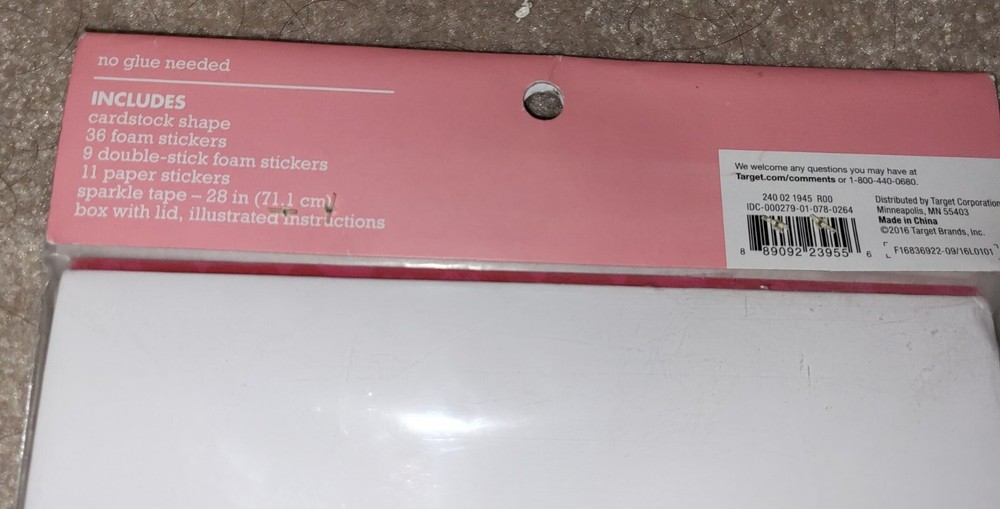 no glue needed
INCLUDES
cardstock shape
36 foam stickers
9 double-stick foam stickers
11 paper stickers
sparkle tape – 28 in (71.1 cm)
box with lid, illustrated instructions
We welcome any questions you may have at
Target.com/comments or 1-800-440-0680.
240 02 1945 R00
IDC-000279-01-078-0264
8 89092 23955 6
Distributed by Target Corporation
Minneapolis, MN 55403
Made in China
©2016 Target Brands, Inc.
F16836922-09/16L0101